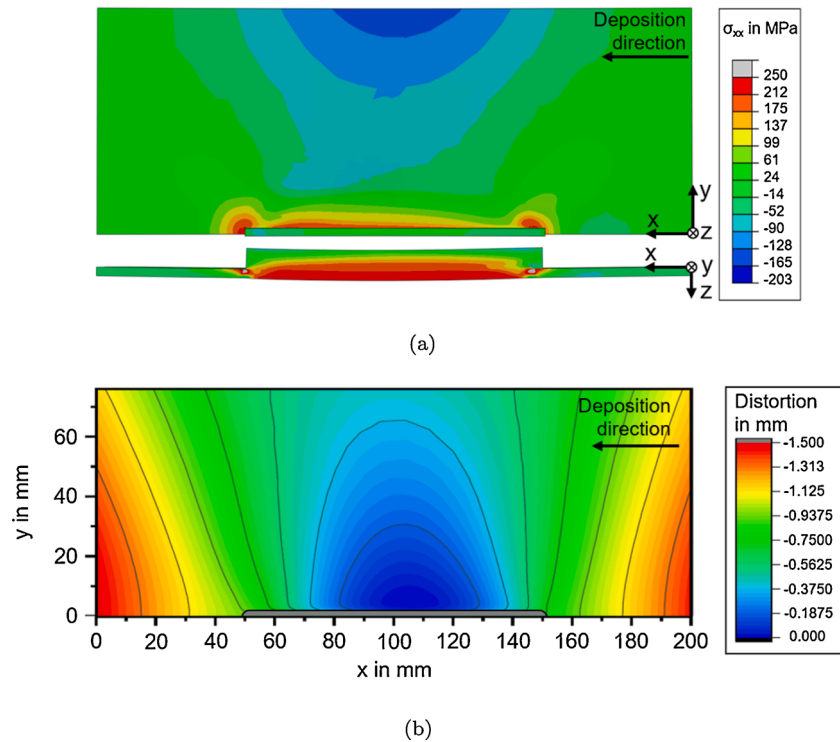 Deposition
direction
σxx in MPa
250
212
175
137
99
61
24
-14
-52
-90
-128
-165
-203
y
x
z
x
y
z
(a)
Deposition
direction
Distortion
in mm
-1.500
-1.313
-1.125
-0.9375
-0.7500
-0.5625
-0.3750
-0.1875
0.000
y in mm
60
40
20
0
0 20 40 60 80 100 120 140 160 180 200
x in mm
(b)